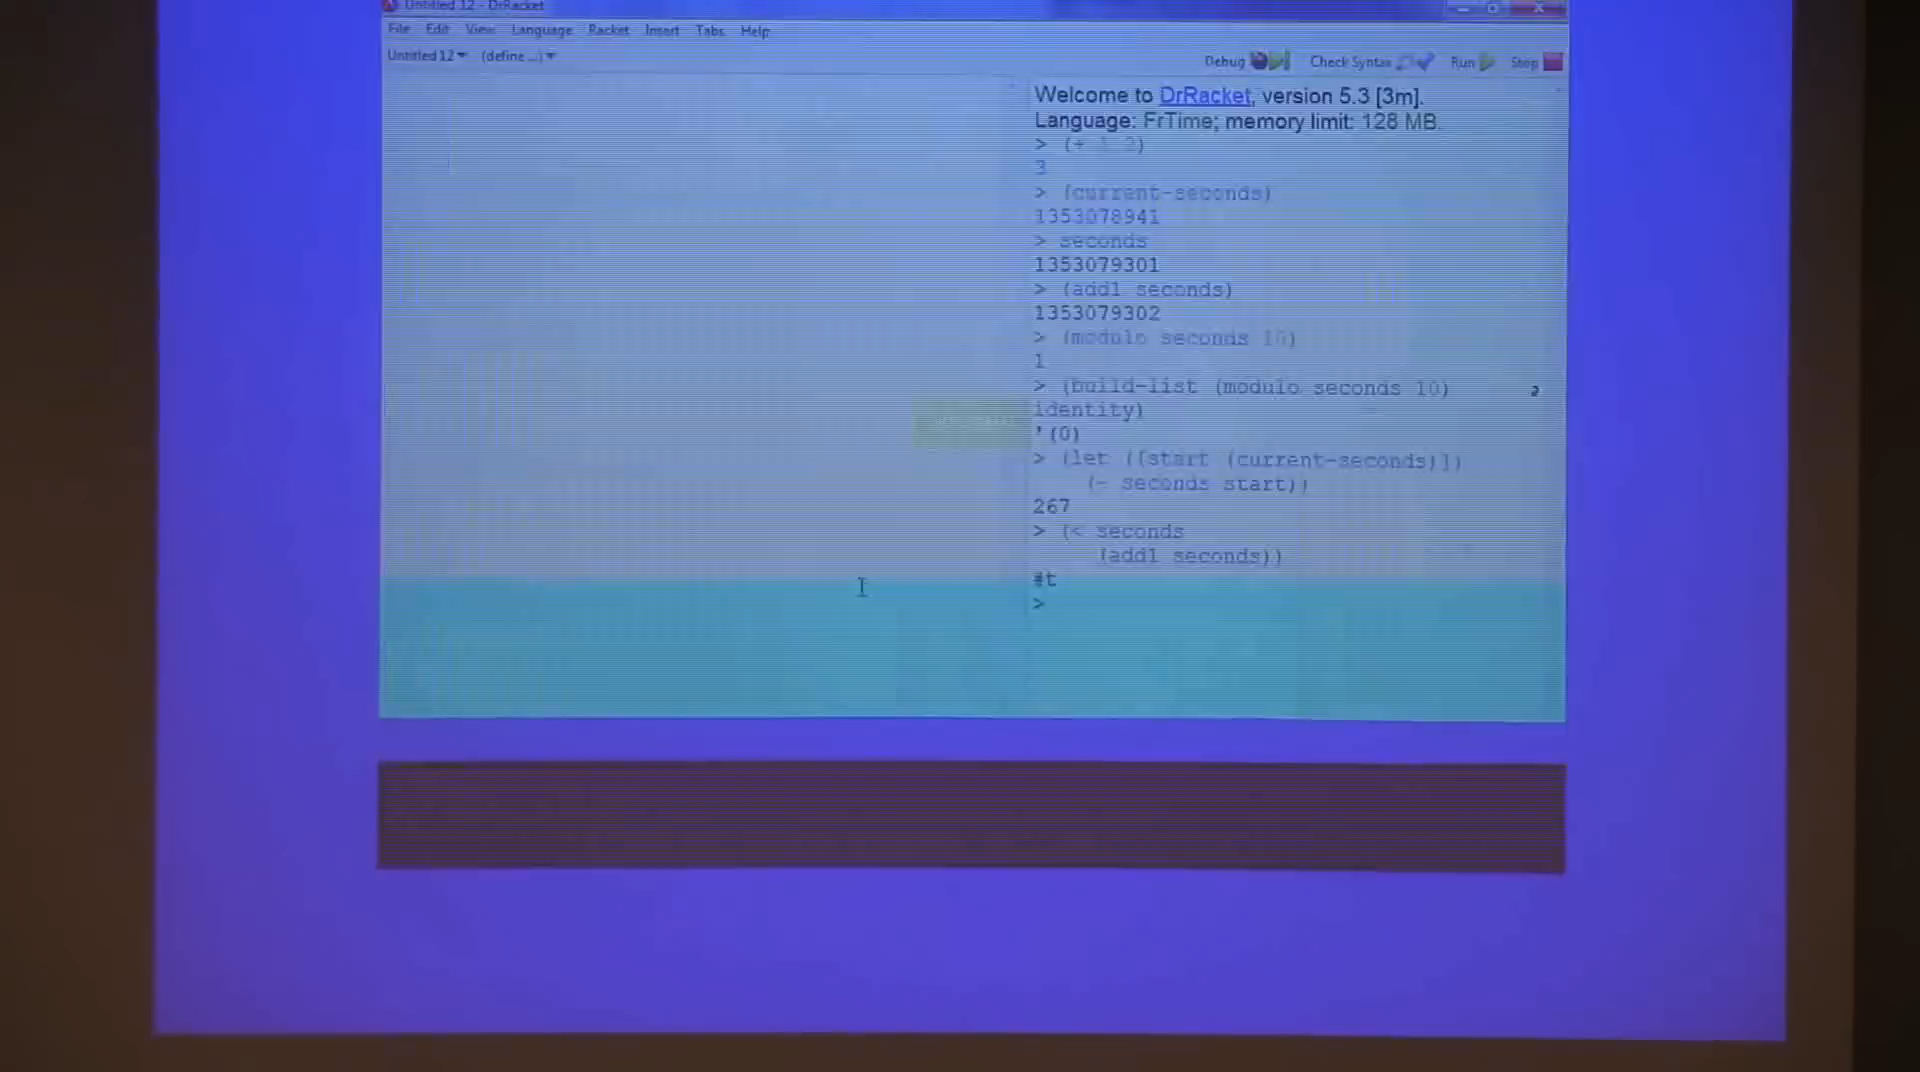 Untitled 12 - DrRacket
File Edit View Language Racket Insert Tabs Help
Untitled 12 (define ...) Debug Check Syntax Run Stop
Welcome to DrRacket, version 5.3 [3m].
Language: FrTime; memory limit: 128 MB.
> (+ 1 2)
3
> (current-seconds)
1353078941
> seconds
1353079301
> (add1 seconds)
1353079302
> (modulo seconds 10)
1
> (build-list (modulo seconds 10)
identity)
'(0)
> (let ([start (current-seconds)])
(- seconds start))
267
> (< seconds
(add1 seconds))
#t
>